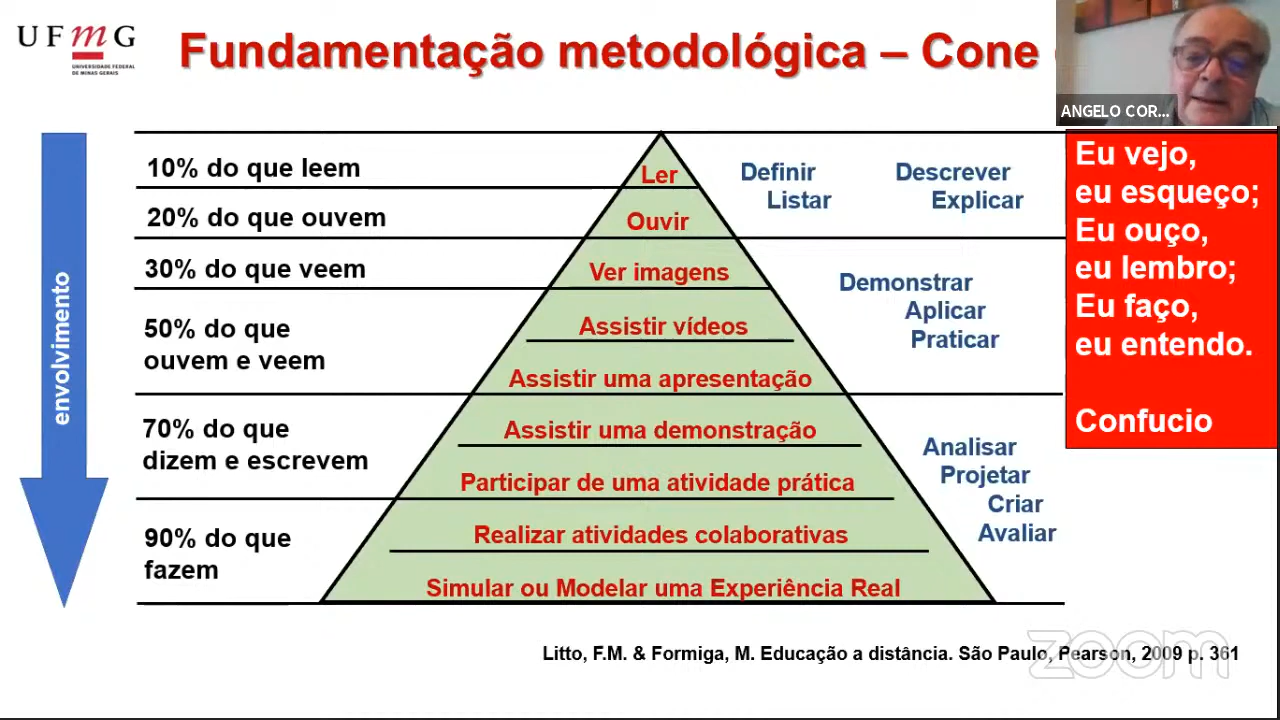 UFmG
UNIVERSIDADE FEDERAL
DE MINAS GERAIS
Fundamentação metodológica – Cone
ANGELO COR...
envolvimento
10% do que leem
20% do que ouvem
30% do que veem
50% do que
ouvem e veem
70% do que
dizem e escrevem
90% do que
fazem
Ler
Ouvir
Ver imagens
Assistir vídeos
Assistir uma apresentação
Assistir uma demonstração
Participar de uma atividade prática
Realizar atividades colaborativas
Simular ou Modelar uma Experiência Real
Definir
Listar
Descrever
Explicar
Demonstrar
Aplicar
Praticar
Analisar
Projetar
Criar
Avaliar
Eu vejo,
eu esqueço;
Eu ouço,
eu lembro;
Eu faço,
eu entendo.
Confucio
Litto, F.M. & Formiga, M. Educação a distância. São Paulo, Pearson, 2009 p. 361
zoom